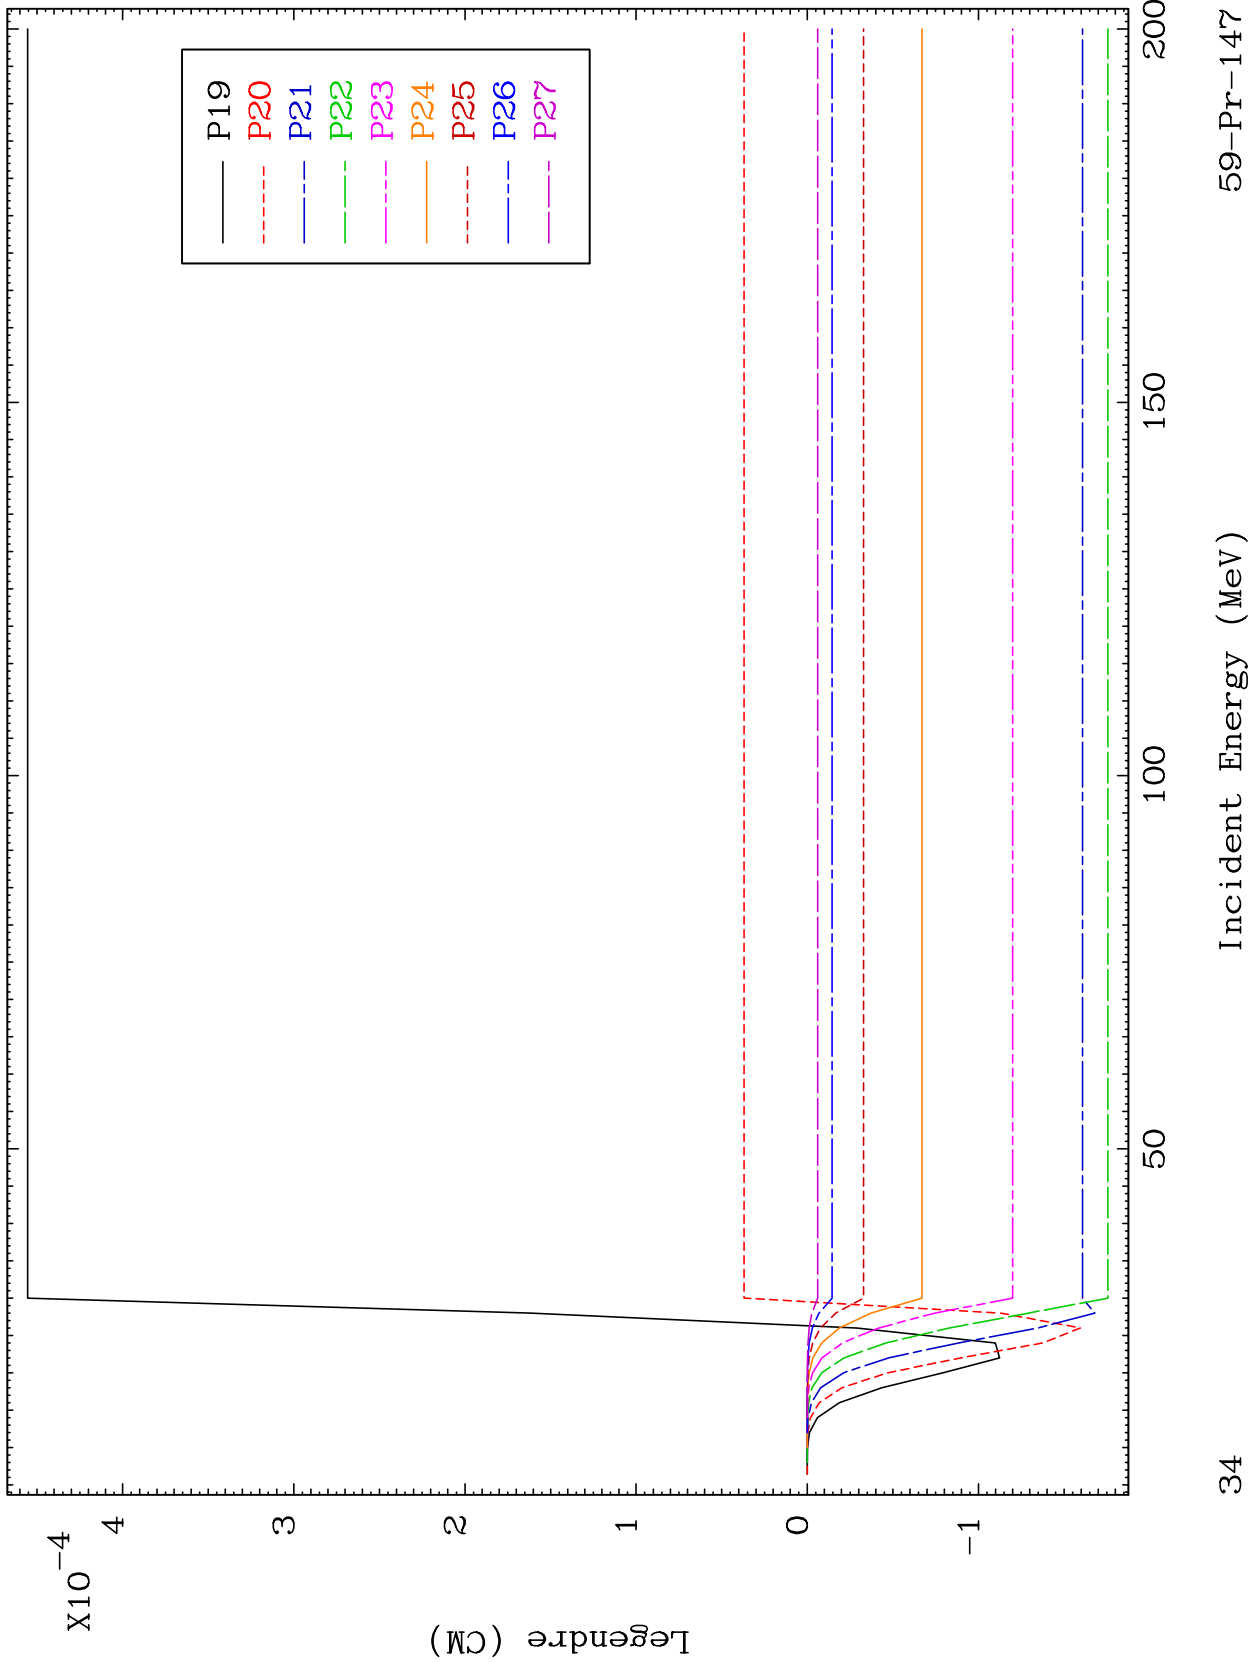 X10-4
Legendre (CM)
4
3
2
1
0
-1
P19
P20
P21
P22
P23
P24
P25
P26
P27
50
100
150
200
Incident Energy (MeV)
34
59-Pr-147